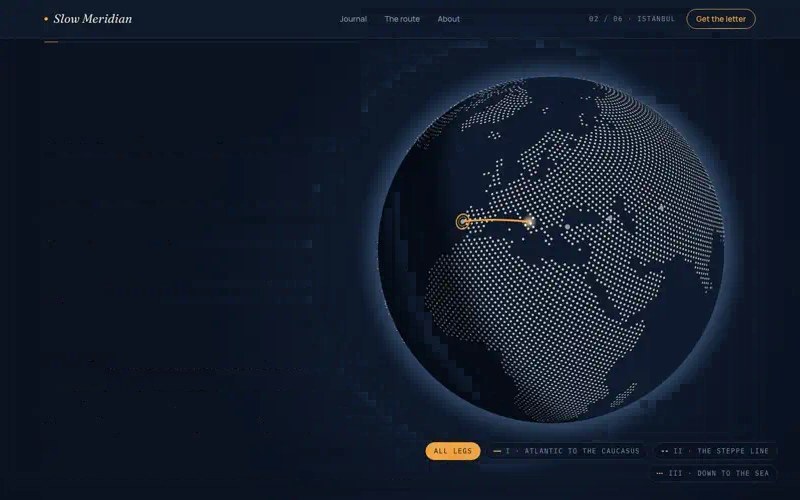 Slow Meridian
Journal The route About
02 / 06 · ISTANBUL
Get the letter
ALL LEGS
I · ATLANTIC TO THE CAUCASUS
II · THE STEPPE LINE
III · DOWN TO THE SEA